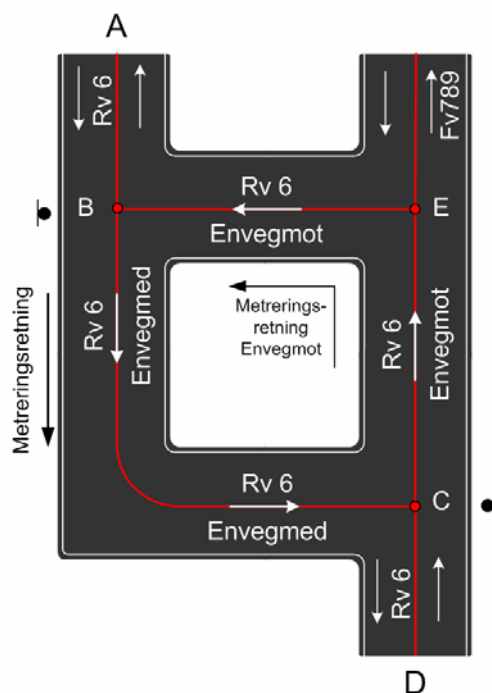 A
Rv 6
Fv789
Rv 6
B
E
Envegmot
Metreringsretning
Rv 6
Envegmed
Metrerings-
retning
Envegmot
Rv 6
Envegmot
Rv 6
C
Envegmed
Rv 6
D